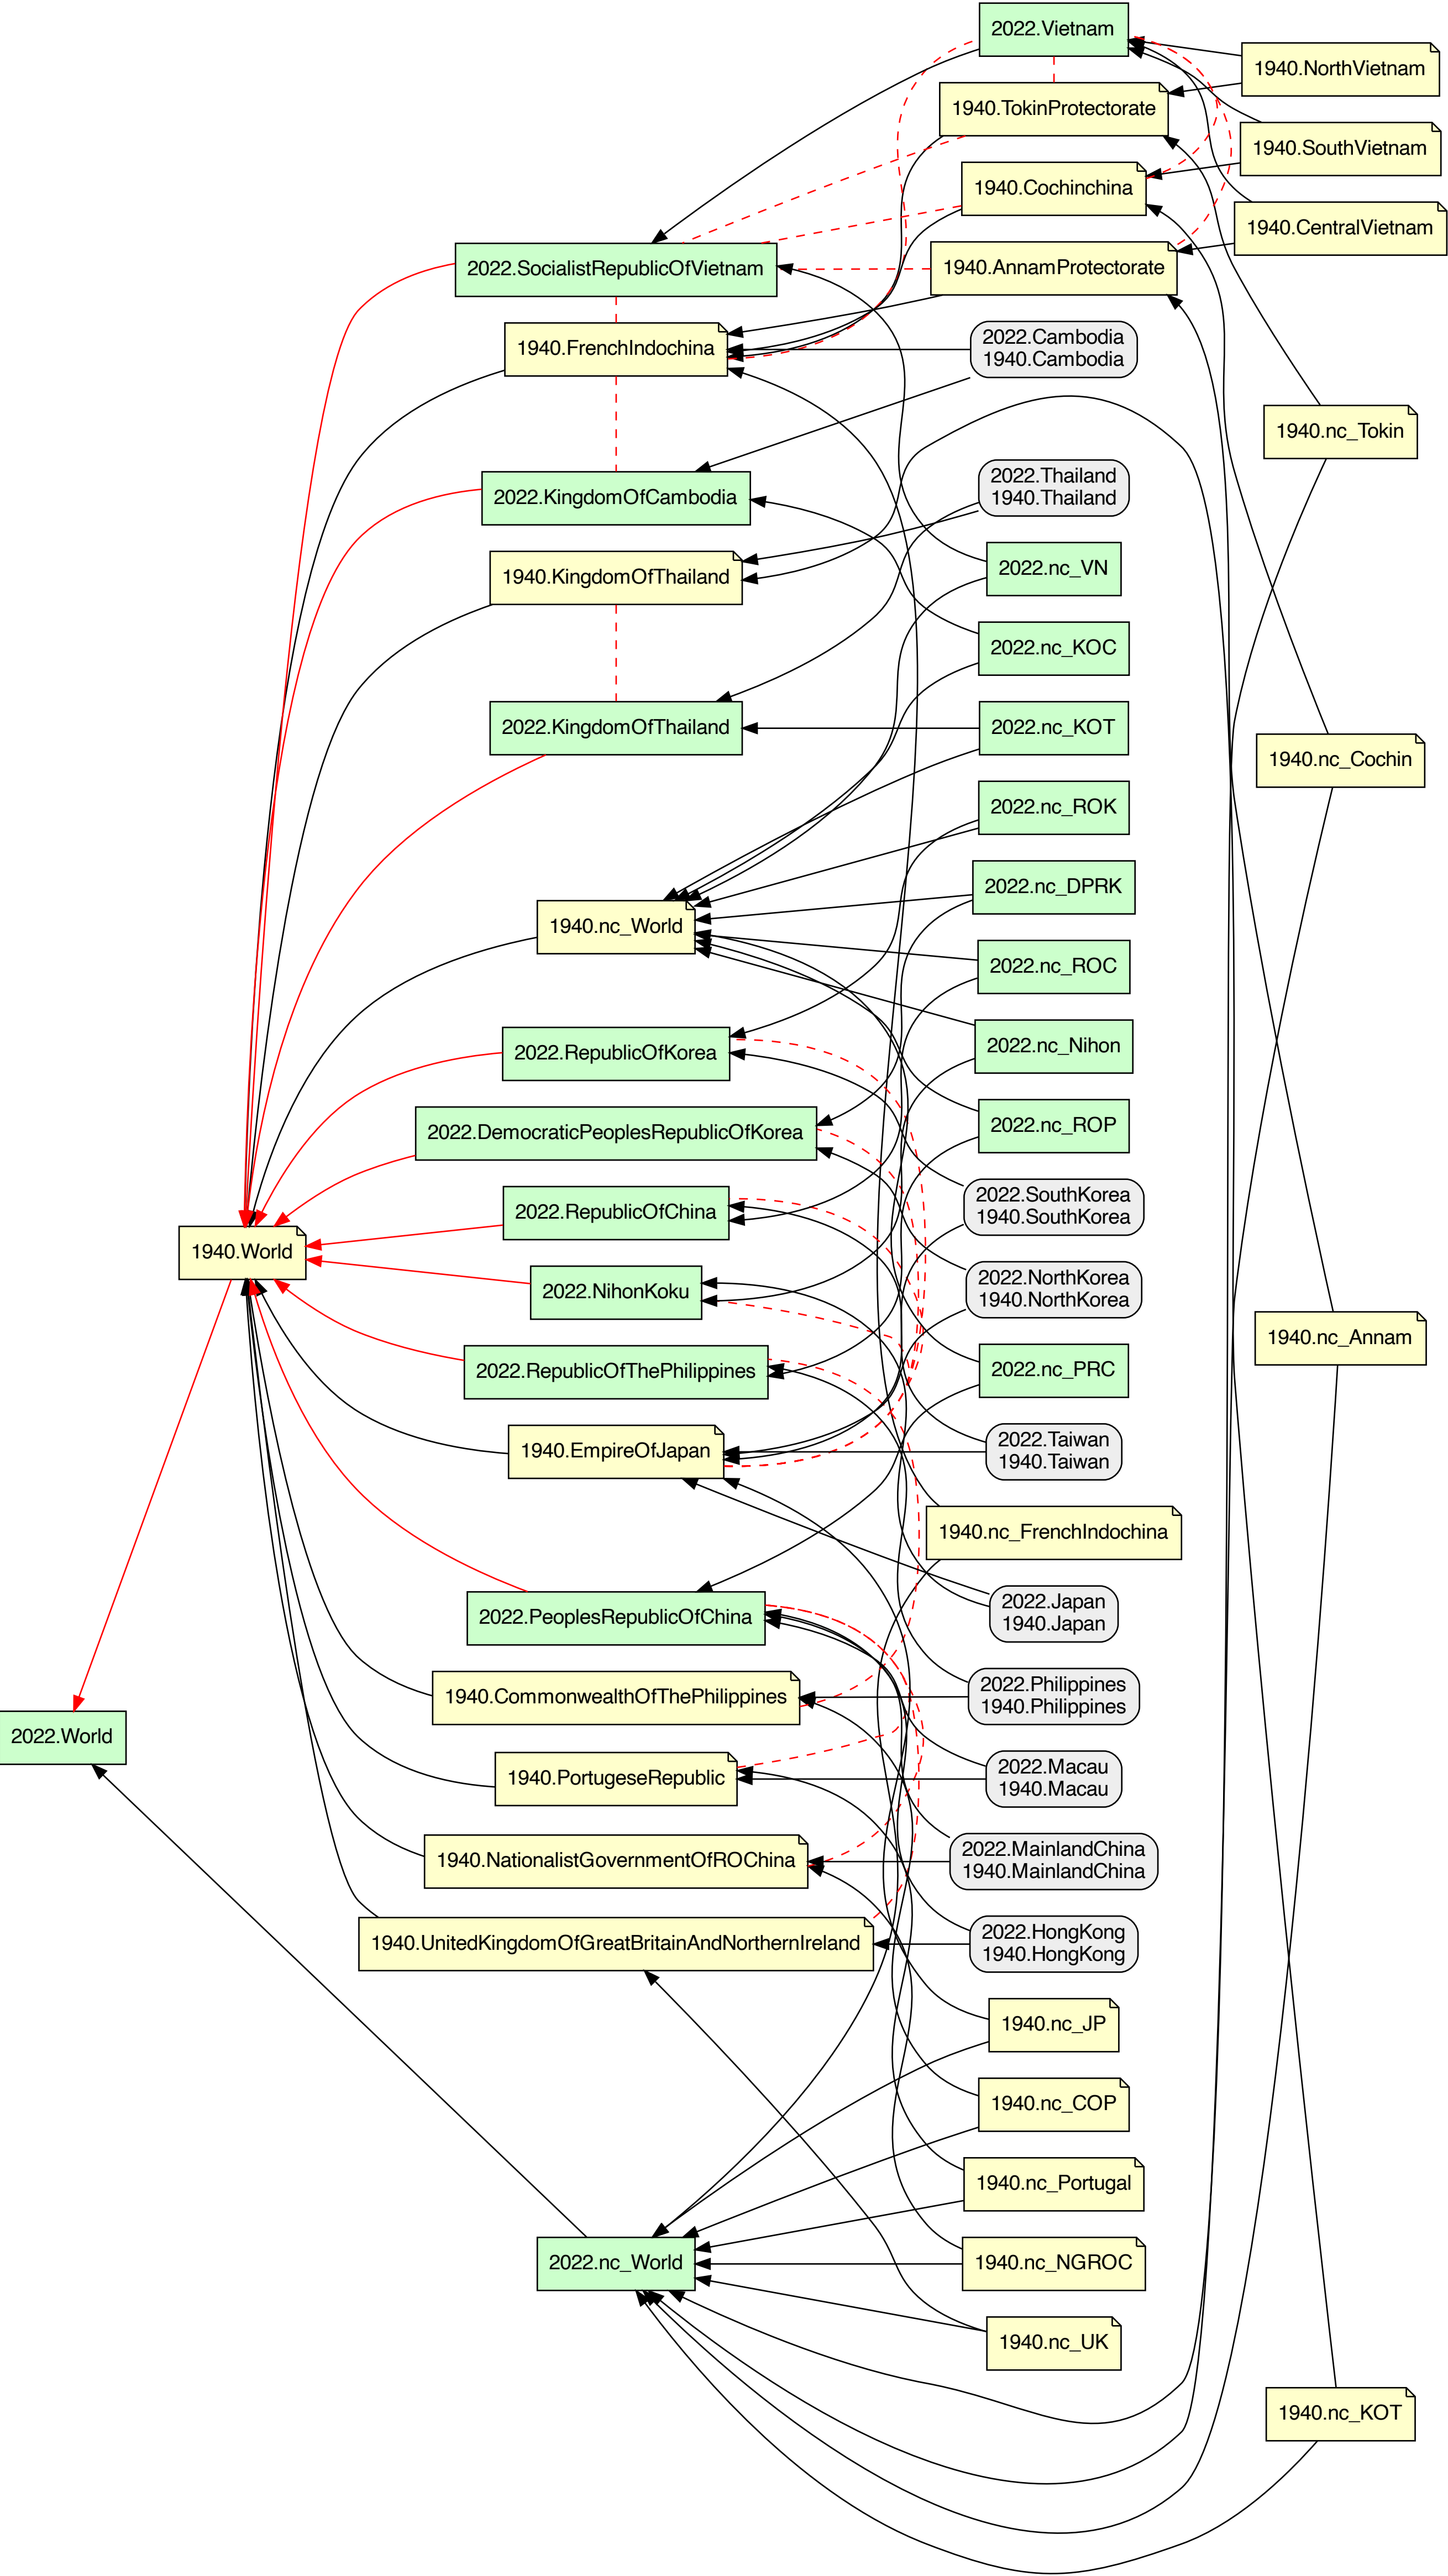 2022.Vietnam
1940.NorthVietnam
1940.TokinProtectorate
1940.SouthVietnam
1940.Cochinchina
1940.CentralVietnam
2022.SocialistRepublicOfVietnam
1940.AnnamProtectorate
1940.FrenchIndochina
2022.Cambodia
1940.Cambodia
1940.nc_Tokin
2022.KingdomOfCambodia
2022.Thailand
1940.Thailand
1940.KingdomOfThailand
2022.nc_VN
2022.nc_KOC
2022.KingdomOfThailand
2022.nc_KOT
1940.nc_Cochin
2022.nc_ROK
2022.nc_DPRK
1940.nc_World
2022.nc_ROC
2022.RepublicOfKorea
2022.nc_Nihon
2022.DemocraticPeoplesRepublicOfKorea
2022.nc_ROP
2022.RepublicOfChina
2022.SouthKorea
1940.SouthKorea
1940.World
2022.NihonKoku
2022.NorthKorea
1940.NorthKorea
1940.nc_Annam
2022.RepublicOfThePhilippines
2022.nc_PRC
1940.EmpireOfJapan
2022.Taiwan
1940.Taiwan
1940.nc_FrenchIndochina
2022.PeoplesRepublicOfChina
2022.Japan
1940.Japan
1940.CommonwealthOfThePhilippines
2022.Philippines
1940.Philippines
2022.World
1940.PortugeseRepublic
2022.Macau
1940.Macau
1940.NationalistGovernmentOfROChina
2022.MainlandChina
1940.MainlandChina
1940.UnitedKingdomOfGreatBritainAndNorthernIreland
2022.HongKong
1940.HongKong
1940.nc_JP
1940.nc_COP
1940.nc_Portugal
2022.nc_World
1940.nc_NGROC
1940.nc_UK
1940.nc_KOT